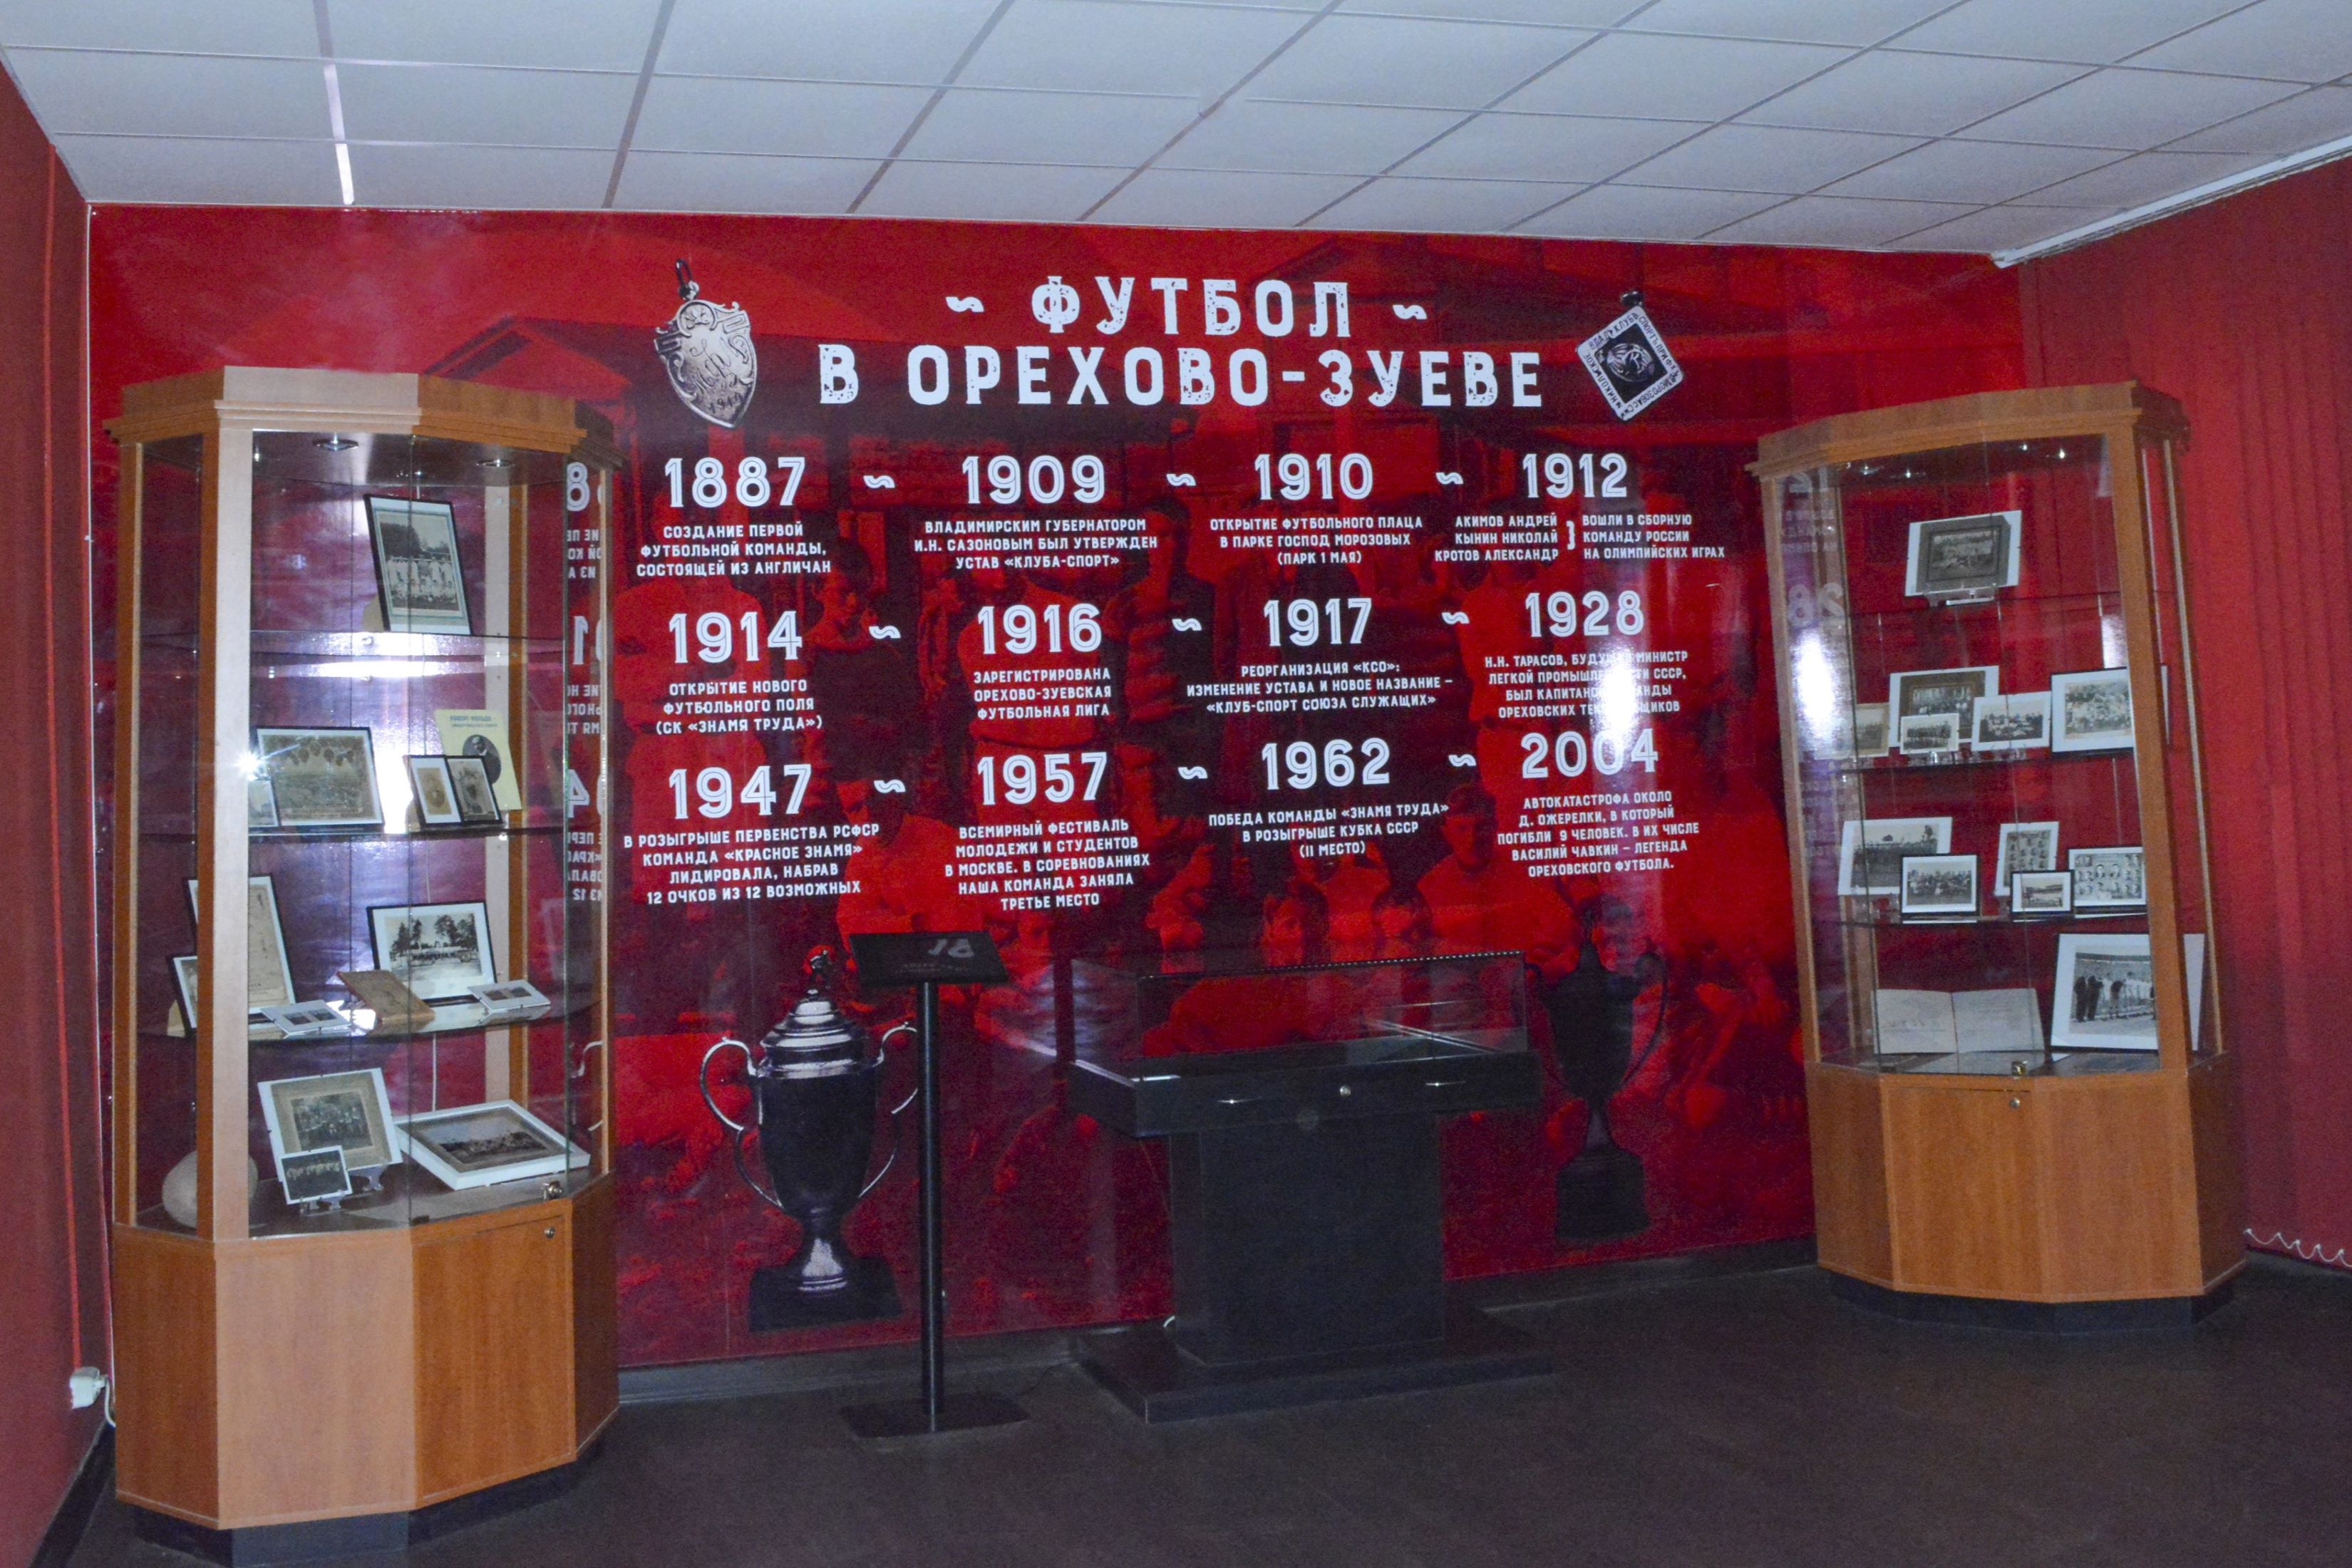 ~ ФУТБОЛ ~
В ОРЕХОВО-ЗУЕВЕ
1887 ~ 1909 ~ 1910 ~ 1912
СОЗДАНИЕ ПЕРВОЙ
ФУТБОЛЬНОЙ КОМАНДЫ,
СОСТОЯЩЕЙ ИЗ АНГЛИЧАН
ВЛАДИМИРСКИМ ГУБЕРНАТОРОМ
И.Н. САЗОНОВЫМ БЫЛ УТВЕРЖДЕН
УСТАВ «КЛУБА-СПОРТ»
ОТКРЫТИЕ ФУТБОЛЬНОГО ПЛАЦА
В ПАРКЕ ГОСПОД МОРОЗОВЫХ
(ПАРК 1 МАЯ)
АКИМОВ АНДРЕЙ
КЫНИН НИКОЛАЙ
КРОТОВ АЛЕКСАНДР
}
ВОШЛИ В СБОРНУЮ
КОМАНДУ РОССИИ
НА ОЛИМПИЙСКИХ ИГРАХ
1914 ~ 1916 ~ 1917 ~ 1928
ОТКРЫТИЕ НОВОГО
ФУТБОЛЬНОГО ПОЛЯ
(СК «ЗНАМЯ ТРУДА»)
ЗАРЕГИСТРИРОВАНА
ОРЕХОВО-ЗУЕВСКАЯ
ФУТБОЛЬНАЯ ЛИГА
РЕОРГАНИЗАЦИЯ «КСО»:
ИЗМЕНЕНИЕ УСТАВА И НОВОЕ НАЗВАНИЕ –
«КЛУБ-СПОРТ СОЮЗА СЛУЖАЩИХ»
Н.Н. ТАРАСОВ, БУДУЩИЙ МИНИСТР
ЛЕГКОЙ ПРОМЫШЛЕННОСТИ СССР,
БЫЛ КАПИТАНОМ КОМАНДЫ
ОРЕХОВСКИХ ТЕКСТИЛЬЩИКОВ
1947 ~ 1957 ~ 1962 ~ 2004
В РОЗЫГРЫШЕ ПЕРВЕНСТВА РСФСР
КОМАНДА «КРАСНОЕ ЗНАМЯ»
ЛИДИРОВАЛА, НАБРАВ
12 ОЧКОВ ИЗ 12 ВОЗМОЖНЫХ
ВСЕМИРНЫЙ ФЕСТИВАЛЬ
МОЛОДЕЖИ И СТУДЕНТОВ
В МОСКВЕ. В СОРЕВНОВАНИЯХ
НАША КОМАНДА ЗАНЯЛА
ТРЕТЬЕ МЕСТО
ПОБЕДА КОМАНДЫ «ЗНАМЯ ТРУДА»
В РОЗЫГРЫШЕ КУБКА СССР
(II МЕСТО)
АВТОКАТАСТРОФА ОКОЛО
Д. ОЖЕРЕЛКИ, В КОТОРЫЙ
ПОГИБЛИ 9 ЧЕЛОВЕК. В ИХ ЧИСЛЕ
ВАСИЛИЙ ЧАВКИН – ЛЕГЕНДА
ОРЕХОВСКОГО ФУТБОЛА.